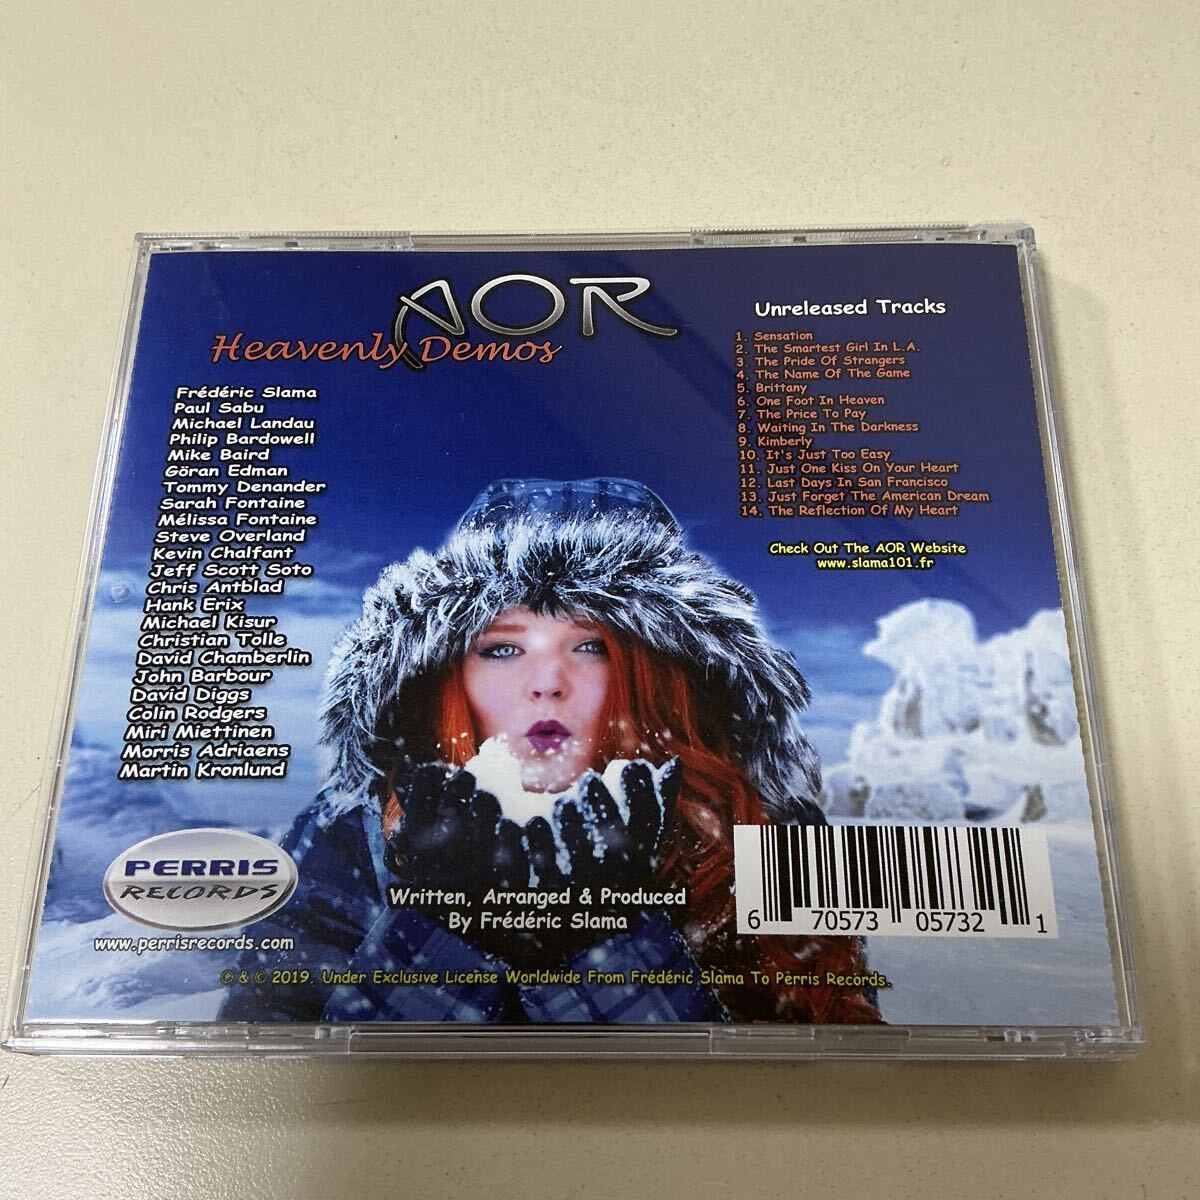 AOR
Heavenly Demos
Frédéric Slama
Paul Sabu
Michael Landau
Philip Bardowell
Mike Baird
Göran Edman
Tommy Denander
Sarah Fontaine
Mélissa Fontaine
Steve Overland
Kevin Chalfant
Jeff Scott Soto
Chris Antblad
Hank Erix
Michael Kisur
Christian Tolle
David Chamberlin
John Barbour
David Diggs
Colin Rodgers
Miri Miettinen
Morris Adriaens
Martin Kronlund
Unreleased Tracks
1. Sensation
2. The Smartest Girl In L.A.
3. The Pride Of Strangers
4. The Name Of The Game
5. Brittany
6. One Foot In Heaven
7. The Price To Pay
8. Waiting In The Darkness
9. Kimberly
10. It's Just Too Easy
11. Just One Kiss On Your Heart
12. Last Days In San Francisco
13. Just Forget The American Dream
14. The Reflection Of My Heart
Check Out The AOR Website
www.slama101.fr
PERRIS
RECORDS
www.perrisrecords.com
Written, Arranged & Produced
By Frédéric Slama
6 70573 05732 1
℗ & © 2019. Under Exclusive License Worldwide From Frédéric Slama To Perris Records.